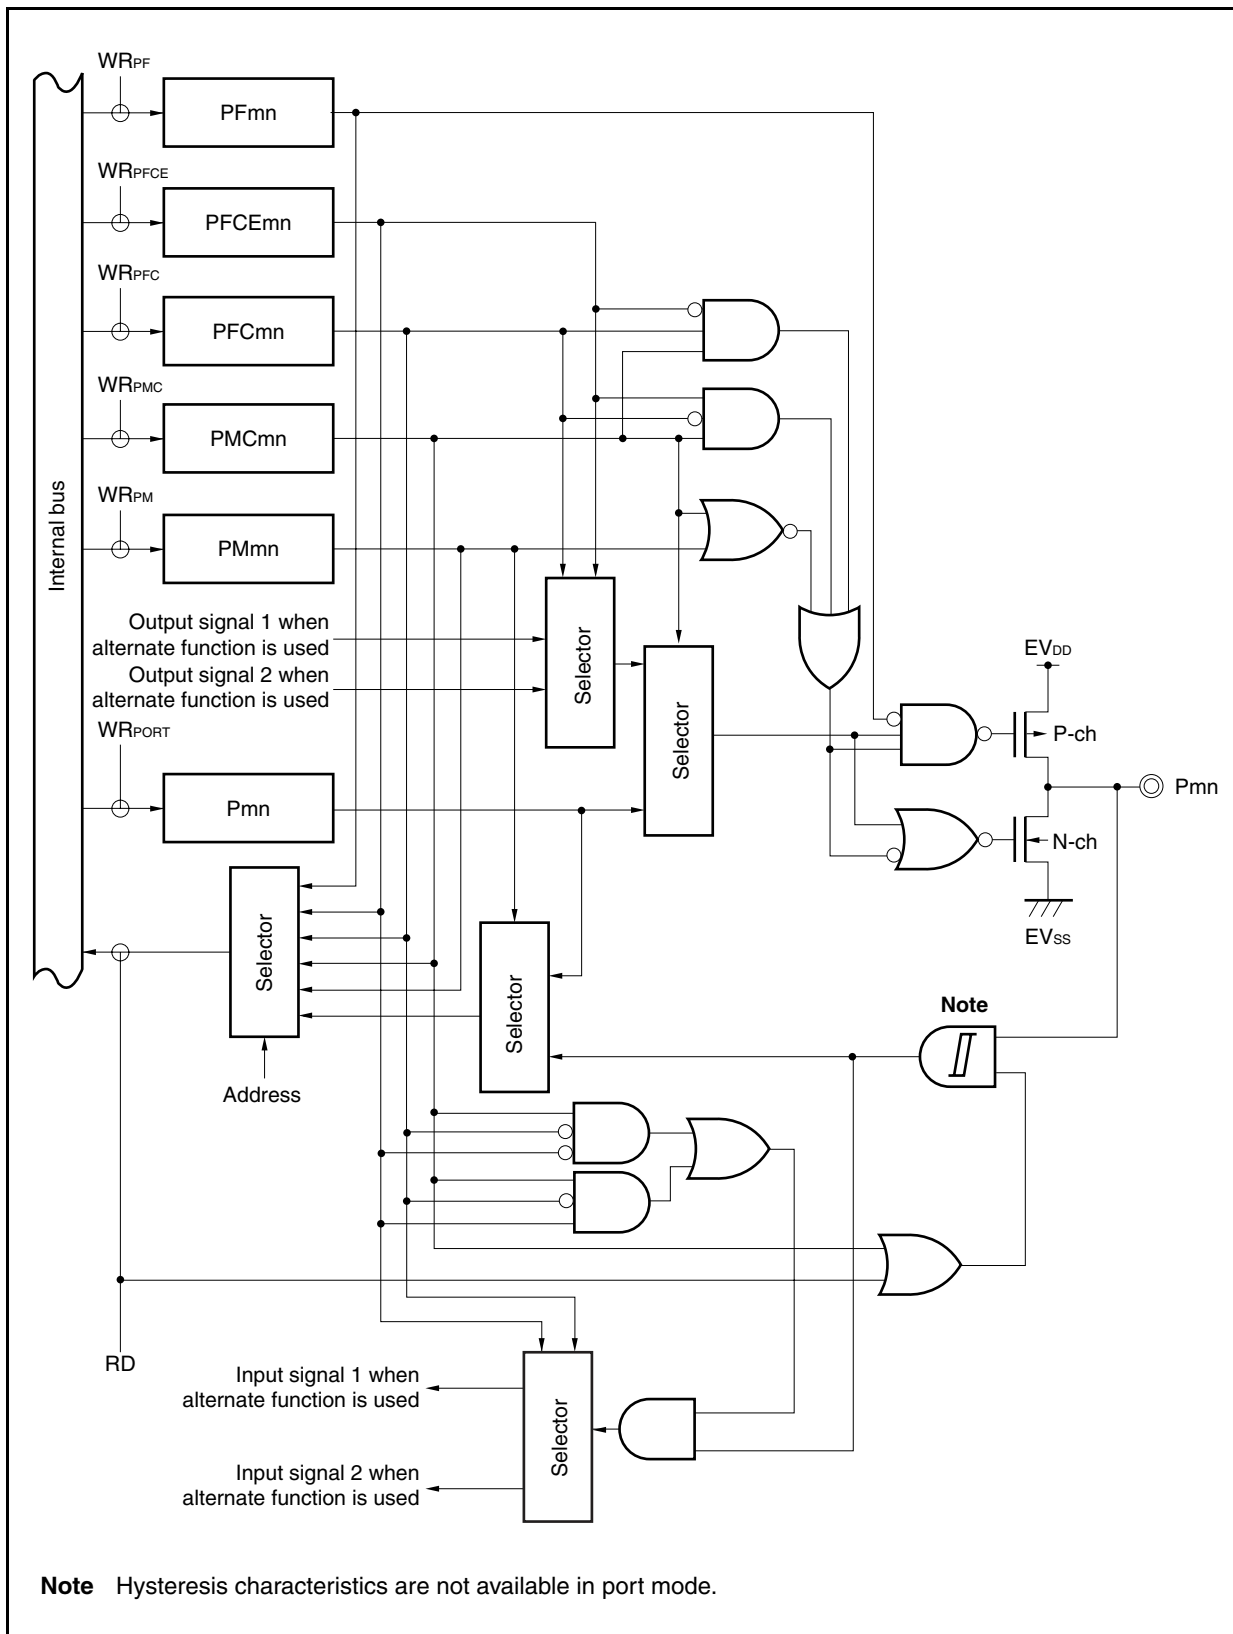 WRPF
PFmn
WRPFCE
PFCEmn
WRPFC
PFCmn
WRPMC
PMCmn
WRPM
PMmn
Internal bus
Output signal 1 when
alternate function is used
Output signal 2 when
alternate function is used
Selector
Selector
EVDD
P-ch
WRPORT
Pmn
Pmn
N-ch
EVSS
Selector
Selector
Note
Address
RD
Input signal 1 when
alternate function is used
Selector
Input signal 2 when
alternate function is used
Note Hysteresis characteristics are not available in port mode.